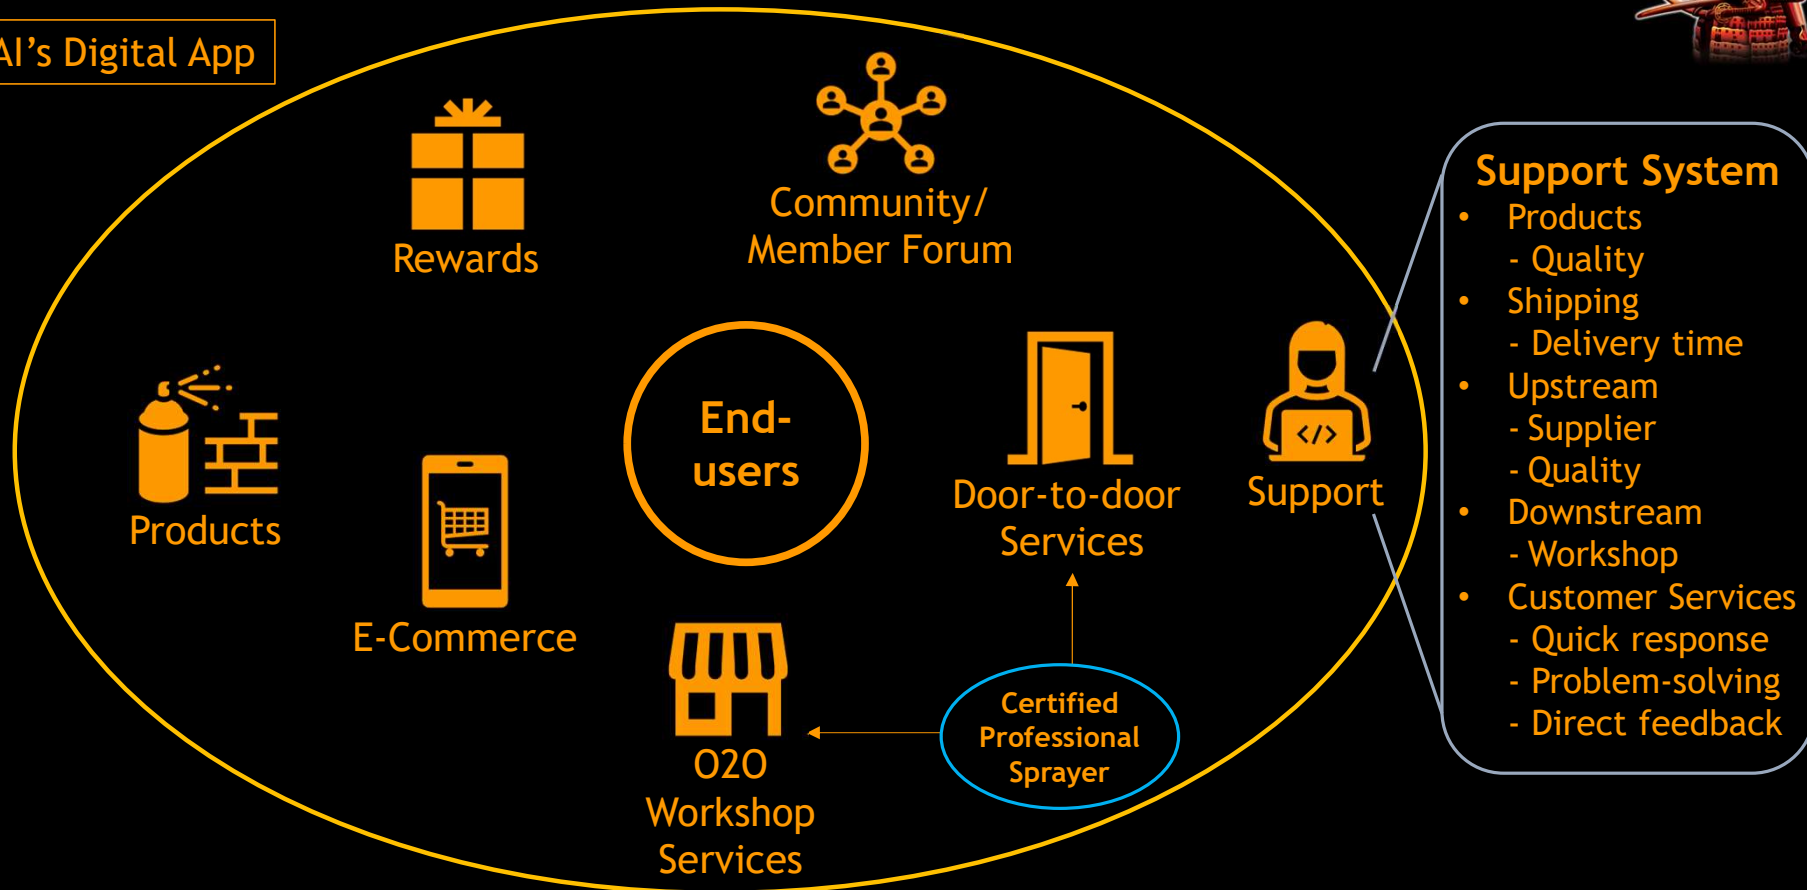 AI's Digital App
Rewards
Community/
Member Forum
Products
E-Commerce
End-
users
Door-to-door
Services
Support
O2O
Workshop
Services
Certified
Professional
Sprayer
Support System
• Products
- Quality
• Shipping
- Delivery time
• Upstream
- Supplier
- Quality
• Downstream
- Workshop
• Customer Services
- Quick response
- Problem-solving
- Direct feedback